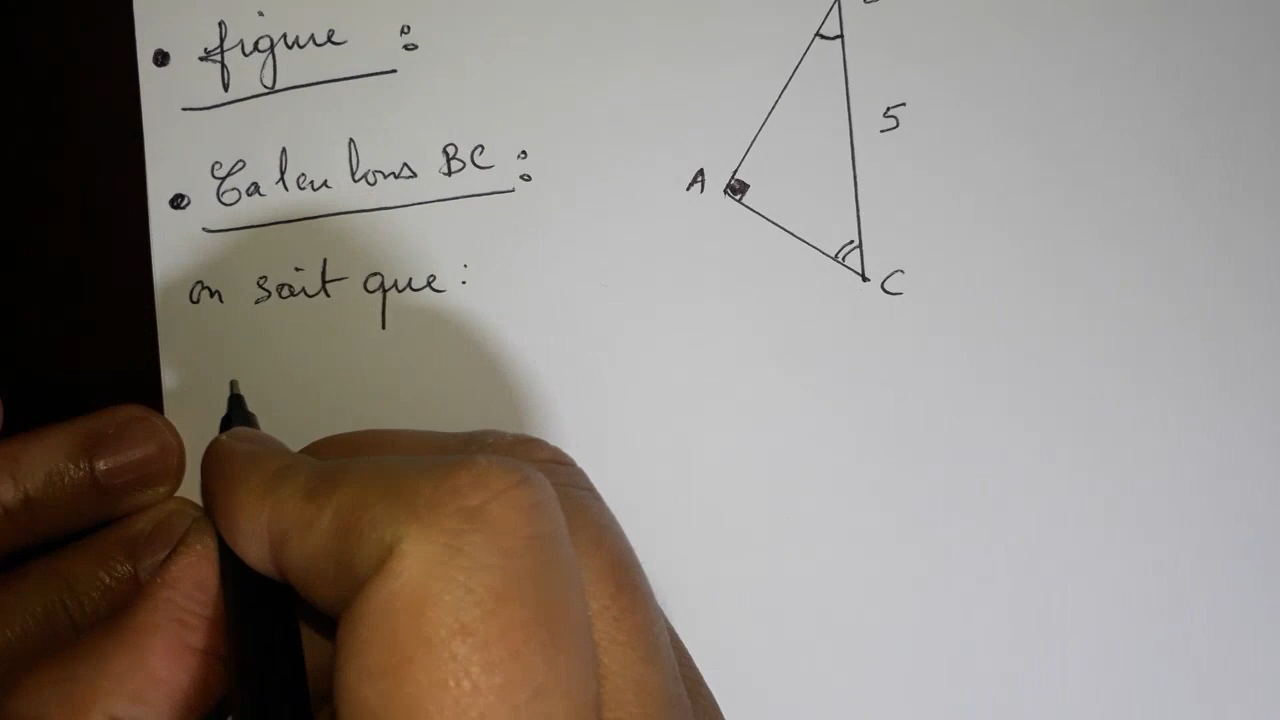 • figure :
• Calculons BC :
on sait que :
5
A
C